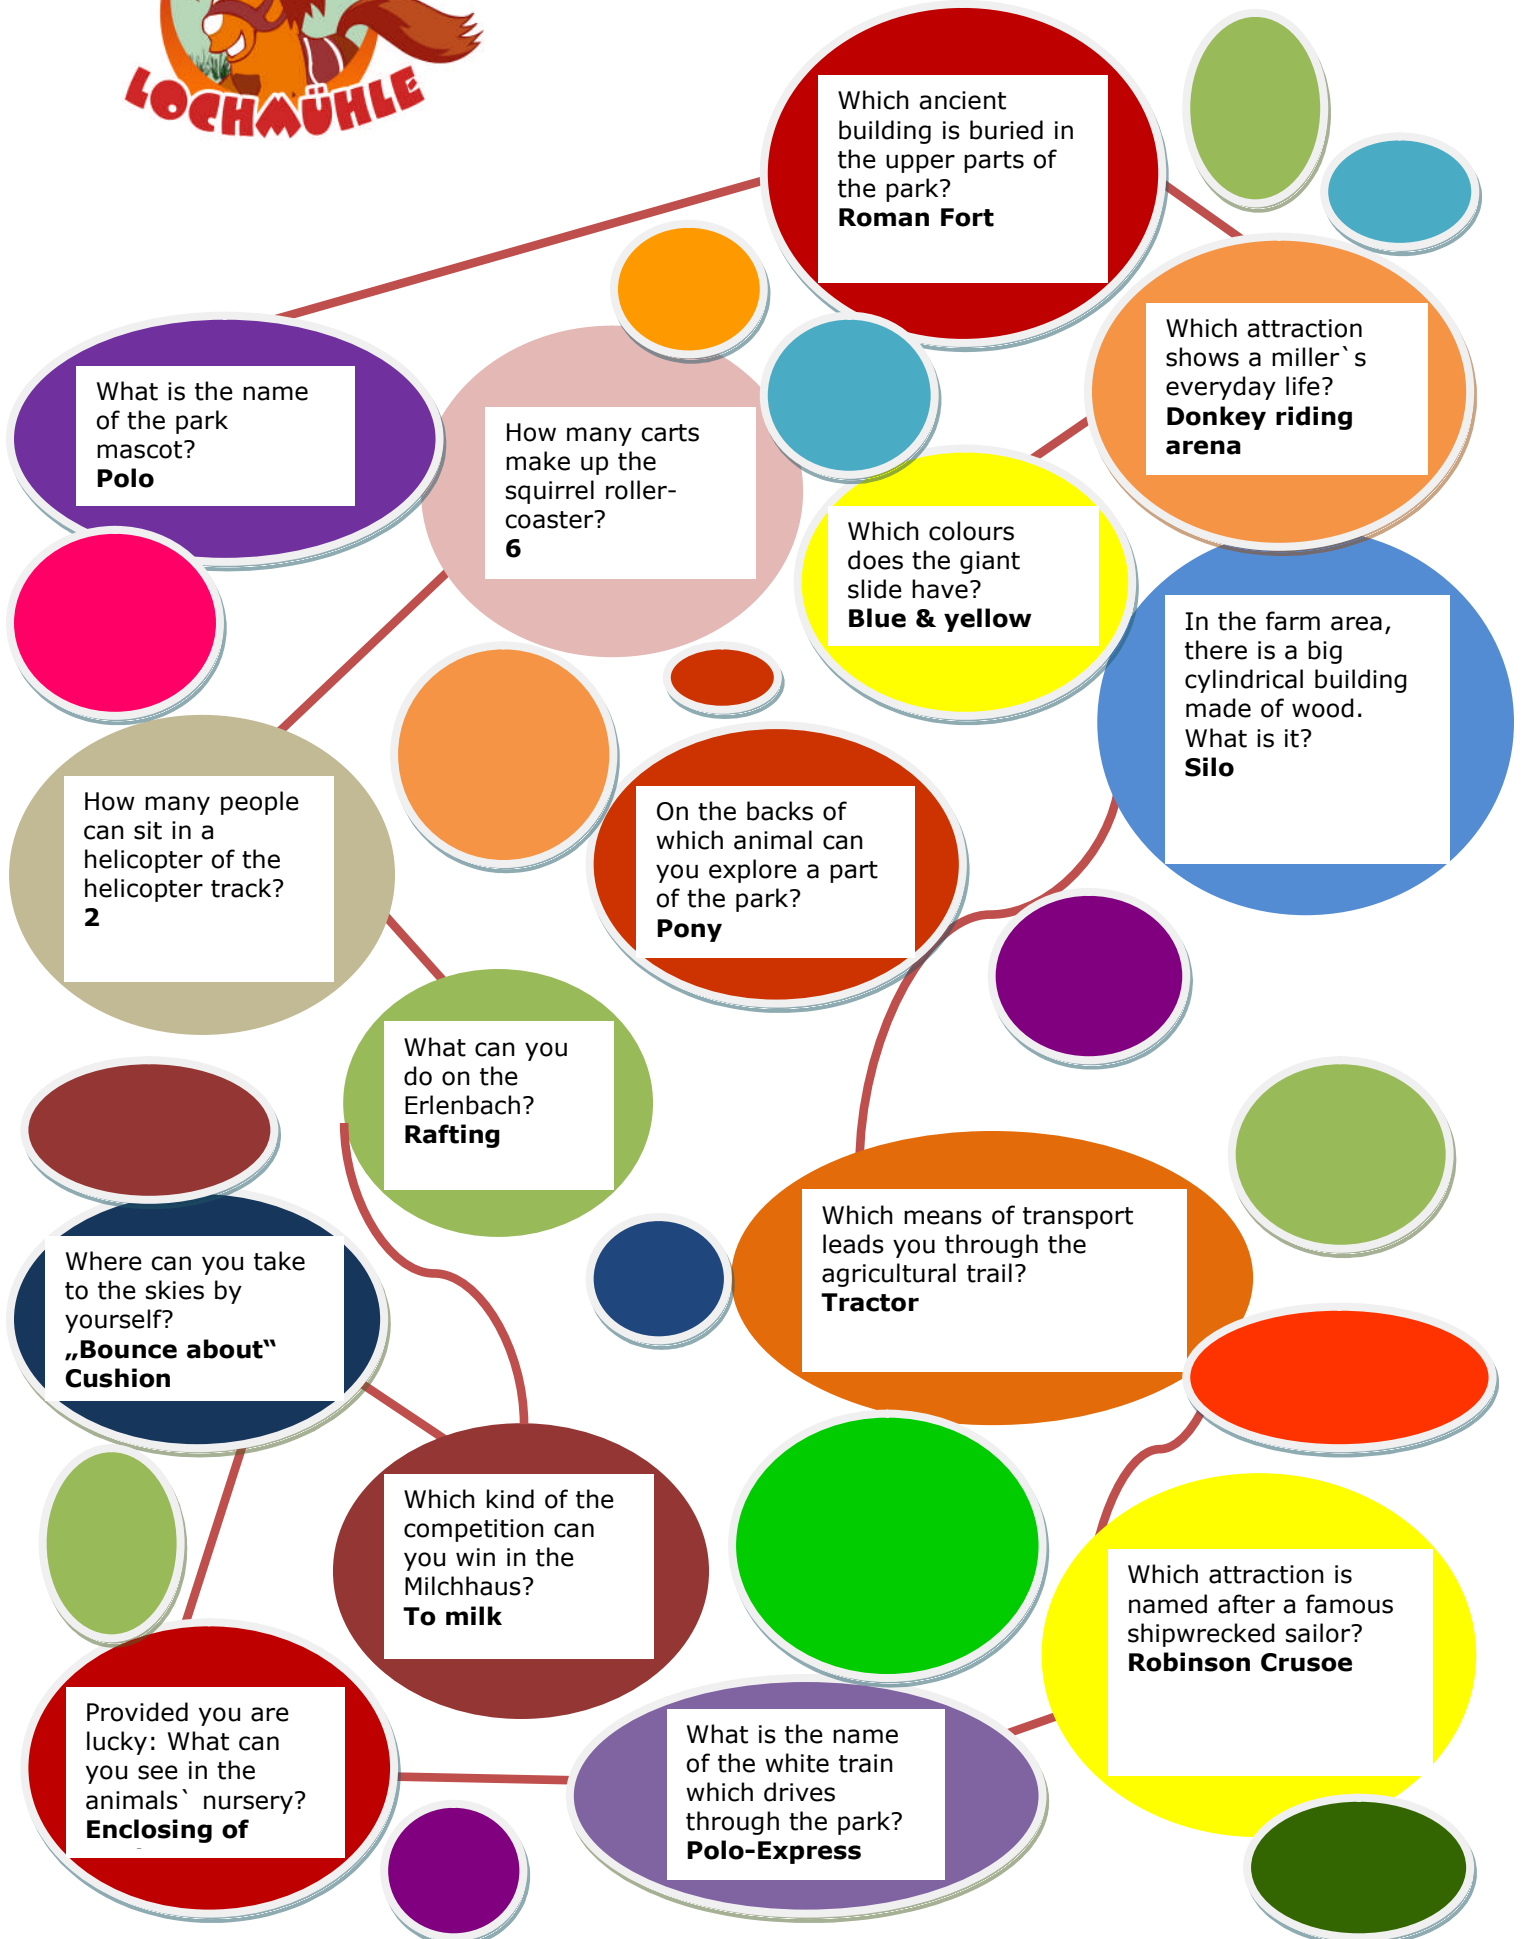 LOCHMÜHLE
Which ancient
building is buried in
the upper parts of
the park?
Roman Fort
Which attraction
shows a miller`s
everyday life?
Donkey riding
arena
What is the name
of the park
mascot?
Polo
How many carts
make up the
squirrel roller-
coaster?
6
Which colours
does the giant
slide have?
Blue & yellow
In the farm area,
there is a big
cylindrical building
made of wood.
What is it?
Silo
How many people
can sit in a
helicopter of the
helicopter track?
2
On the backs of
which animal can
you explore a part
of the park?
Pony
What can you
do on the
Erlenbach?
Rafting
Which means of transport
leads you through the
agricultural trail?
Tractor
Where can you take
to the skies by
yourself?
„Bounce about“
Cushion
Which kind of the
competition can
you win in the
Milchhaus?
To milk
Which attraction is
named after a famous
shipwrecked sailor?
Robinson Crusoe
Provided you are
lucky: What can
you see in the
animals` nursery?
Enclosing of
What is the name
of the white train
which drives
through the park?
Polo-Express